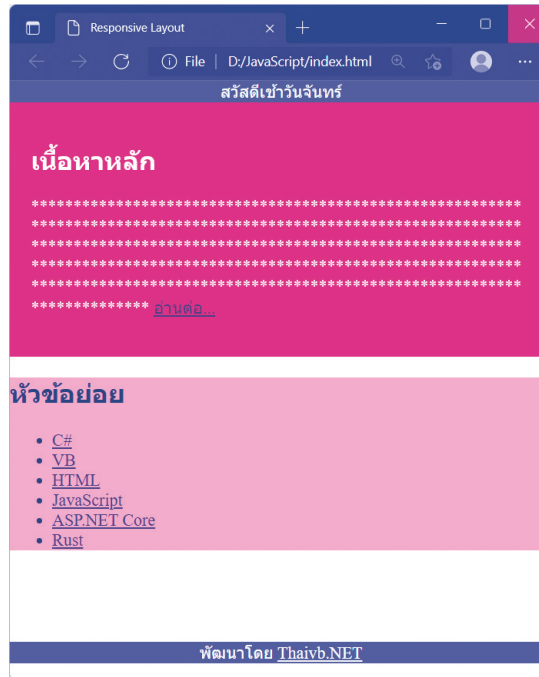 Responsive Layout
File | D:/JavaScript/index.html
สวัสดีเช้าวันจันทร์
เนื้อหาหลัก
**********************************************************
**********************************************************
**********************************************************
**********************************************************
**********************************************************
************** อ่านต่อ...
หัวข้อย่อย
C#
VB
HTML
JavaScript
ASP.NET Core
Rust
พัฒนาโดย Thaivb.NET